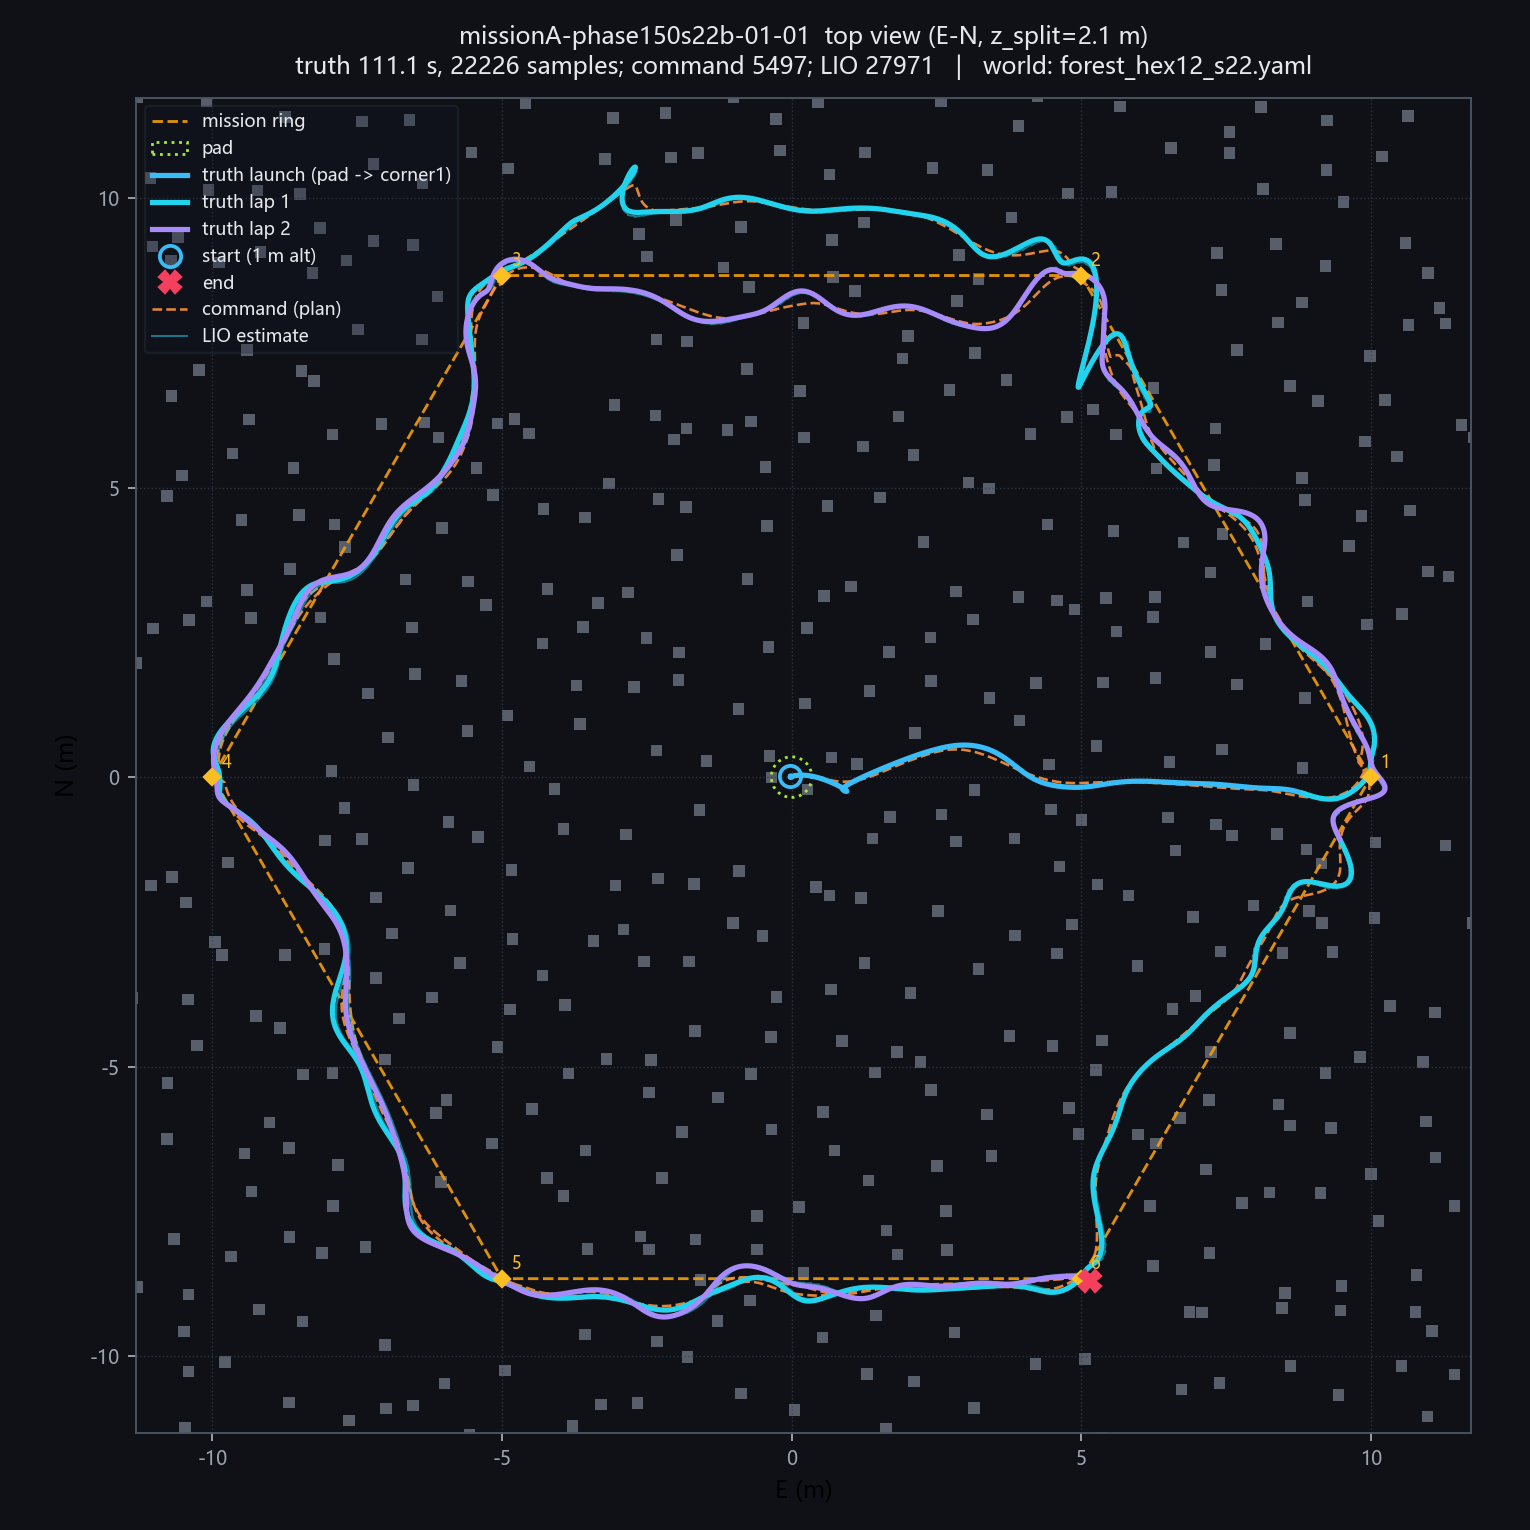 missionA-phase150s22b-01-01  top view (E-N, z_split=2.1 m)
truth 111.1 s, 22226 samples; command 5497; LIO 27971   |   world: forest_hex12_s22.yaml
mission ring
pad
truth launch (pad -> corner1)
truth lap 1
truth lap 2
start (1 m alt)
end
command (plan)
LIO estimate
3
2
4
1
5
6
10
5
0
-5
-10
N (m)
-10
-5
0
5
10
E (m)